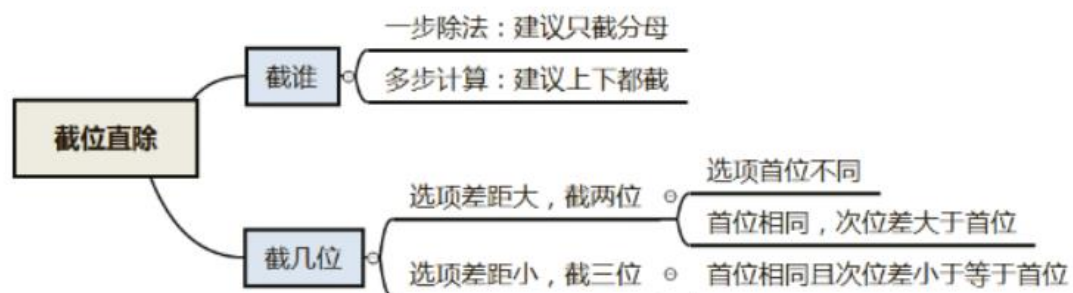 截位直除
截谁
一步除法：建议只截分母
多步计算：建议上下都截
截几位
选项差距大，截两位
选项首位不同
首位相同，次位差大于首位
选项差距小，截三位
首位相同且次位差小于等于首位